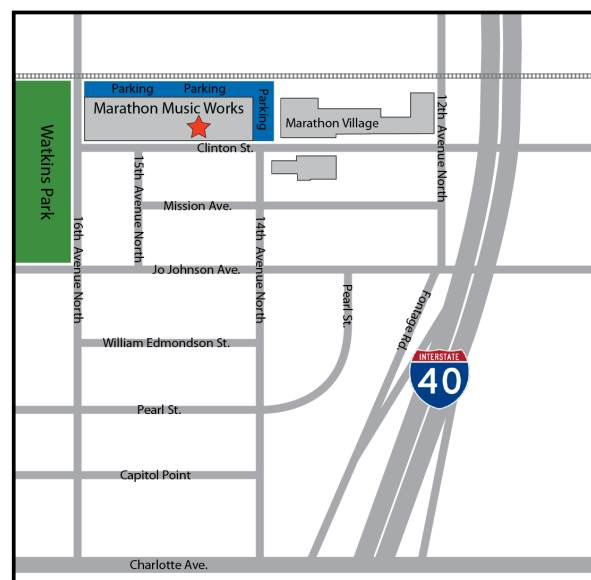 Parking
Parking
Parking
Marathon Music Works
Marathon Village
12th Avenue North
Watkins Park
Clinton St.
15th Avenue North
Mission Ave.
16th Avenue North
14th Avenue North
Jo Johnson Ave.
Pearl St.
Fontage Rd.
William Edmondson St.
INTERSTATE
40
Pearl St.
Capitol Point
Charlotte Ave.